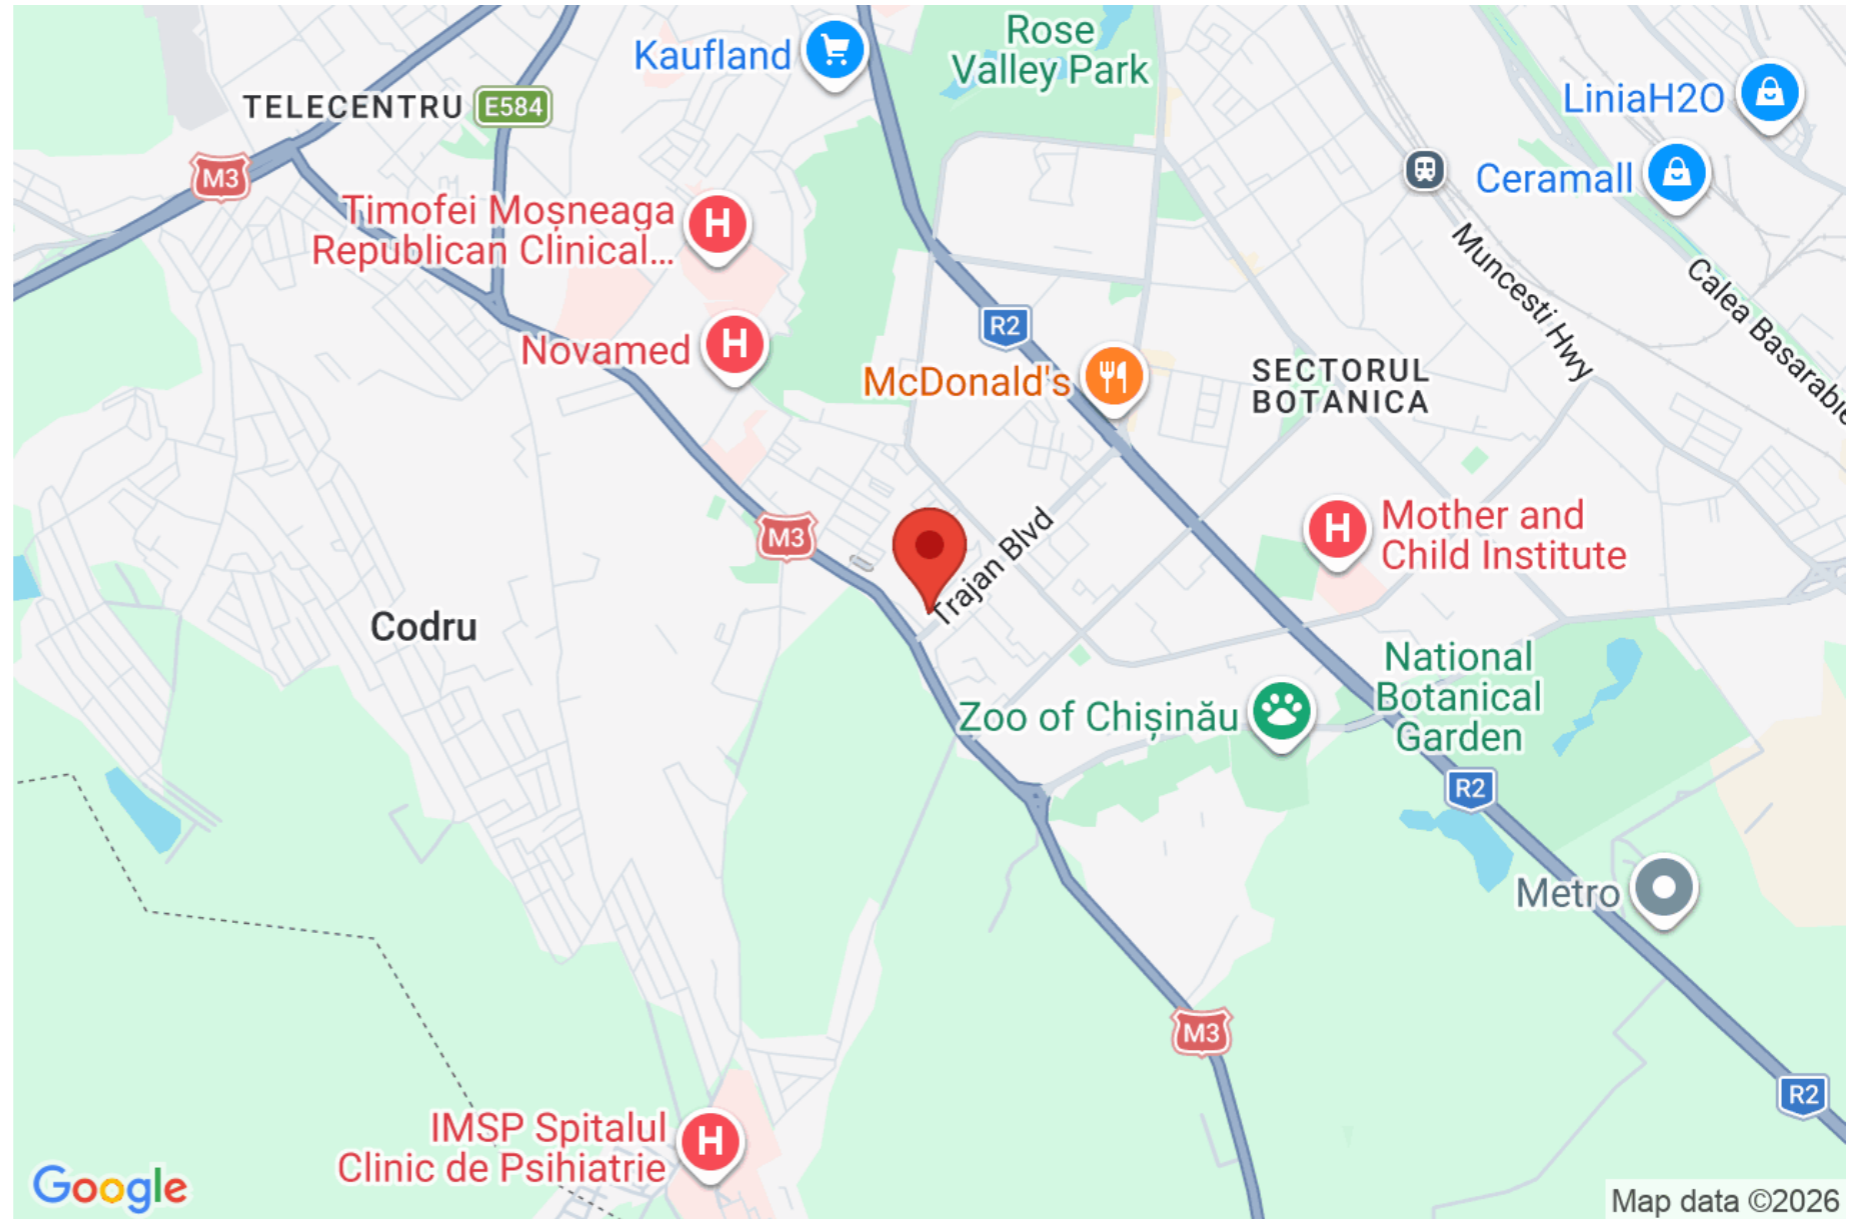 Rose
Valley Park
Kaufland
LiniaH2O
TELECENTRU
E584
M3
Ceramall
Timofei Moșneaga
Republican Clinical...
H
Muncesti Hwy
Calea Basarabie
R2
Novamed
H
McDonald's
SECTORUL
BOTANICA
M3
Trajan Blvd
H
Mother and
Child Institute
Codru
National
Botanical
Garden
Zoo of Chișinău
R2
Metro
M3
R2
IMSP Spitalul
Clinic de Psihiatrie
H
Google
Map data ©2026